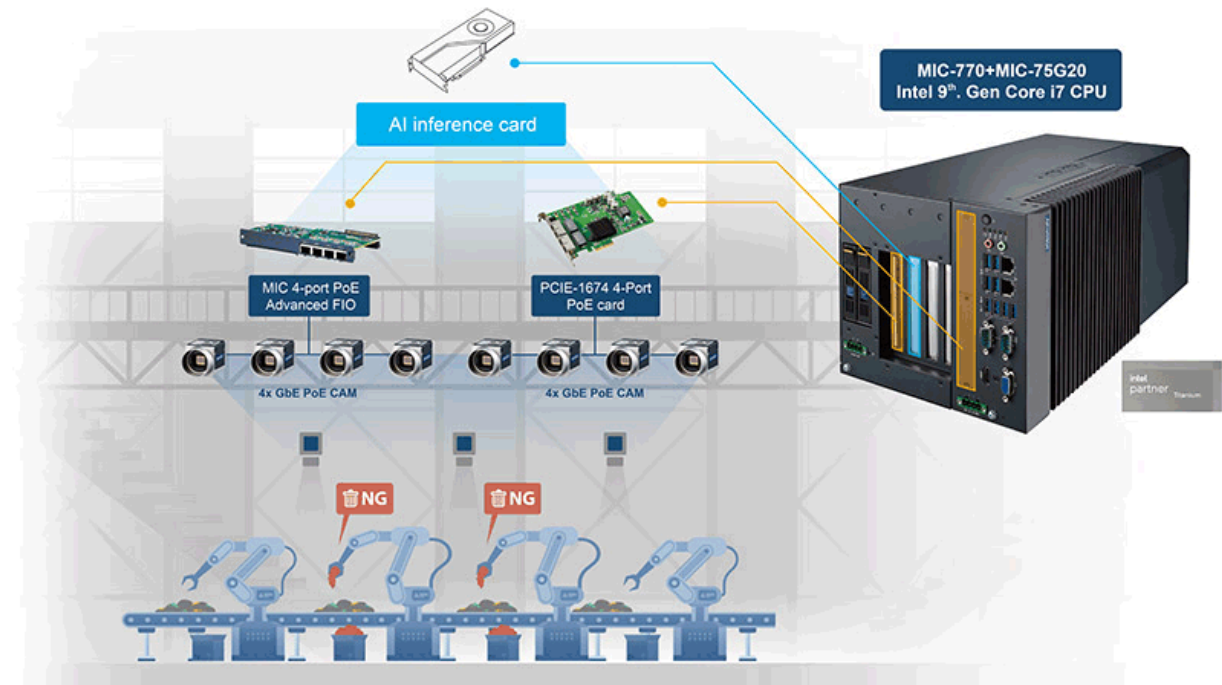 MIC-770+MIC-75G20
Intel 9th. Gen Core i7 CPU
AI inference card
MIC 4-port PoE
Advanced FIO
PCIE-1674 4-Port
PoE card
4x GbE PoE CAM
4x GbE PoE CAM
intel
partner
Titanium
NG
NG